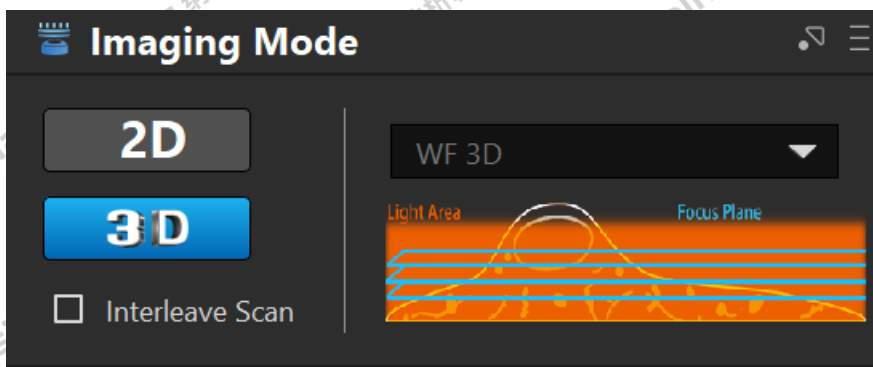 Imaging Mode
2D
WF 3D
Light Area
Focus Plane
3D
Interleave Scan